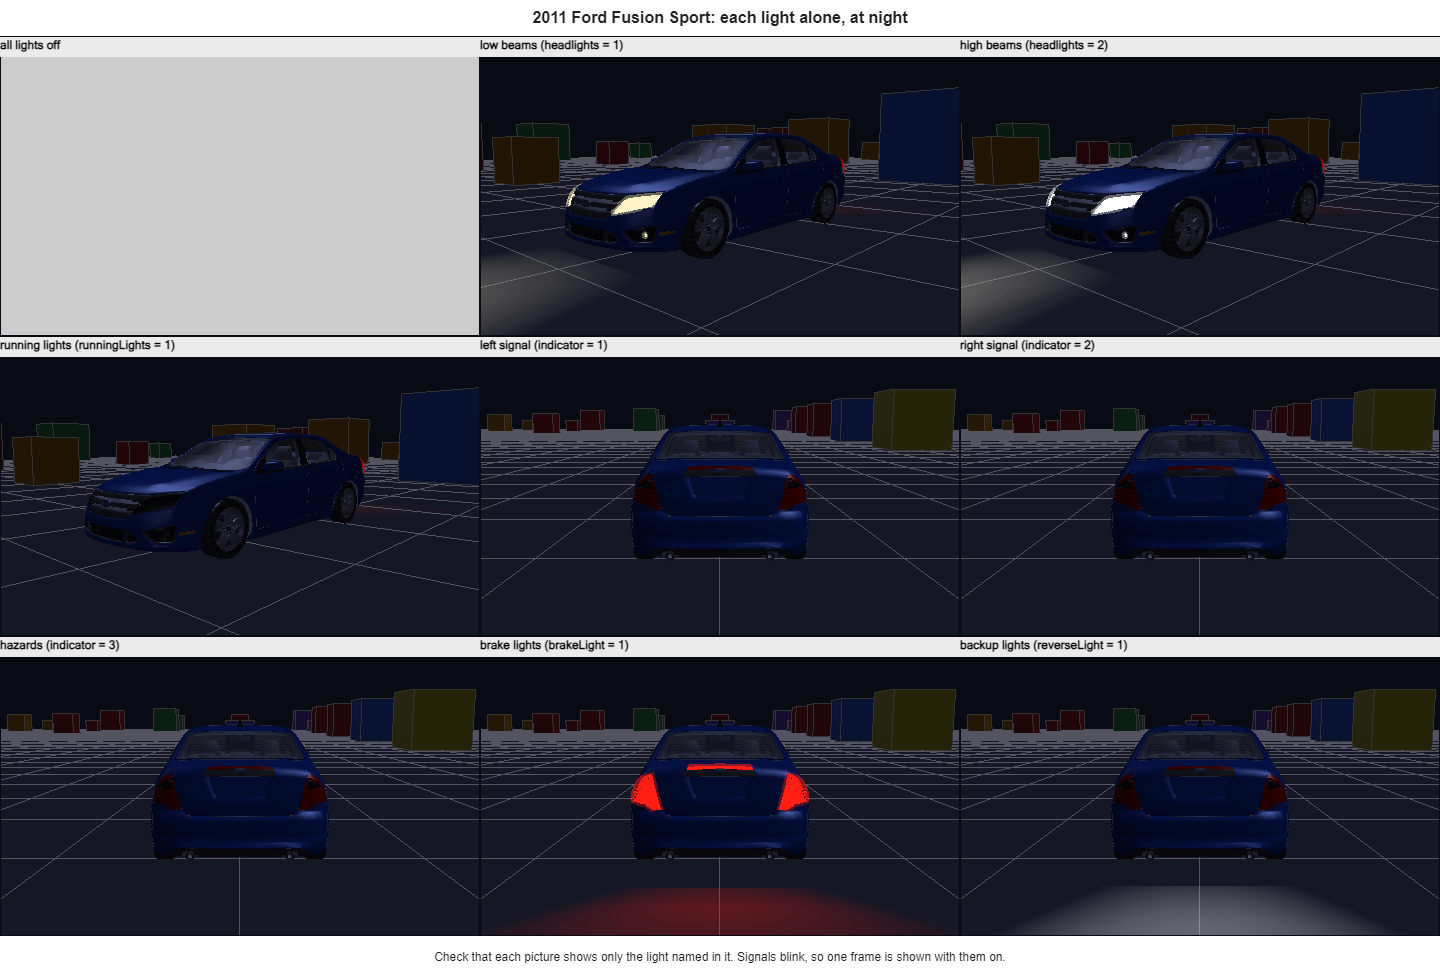 2011 Ford Fusion Sport: each light alone, at night
all lights off
low beams (headlights = 1)
high beams (headlights = 2)
running lights (runningLights = 1)
left signal (indicator = 1)
right signal (indicator = 2)
hazards (indicator = 3)
brake lights (brakeLight = 1)
backup lights (reverseLight = 1)
Check that each picture shows only the light named in it. Signals blink, so one frame is shown with them on.